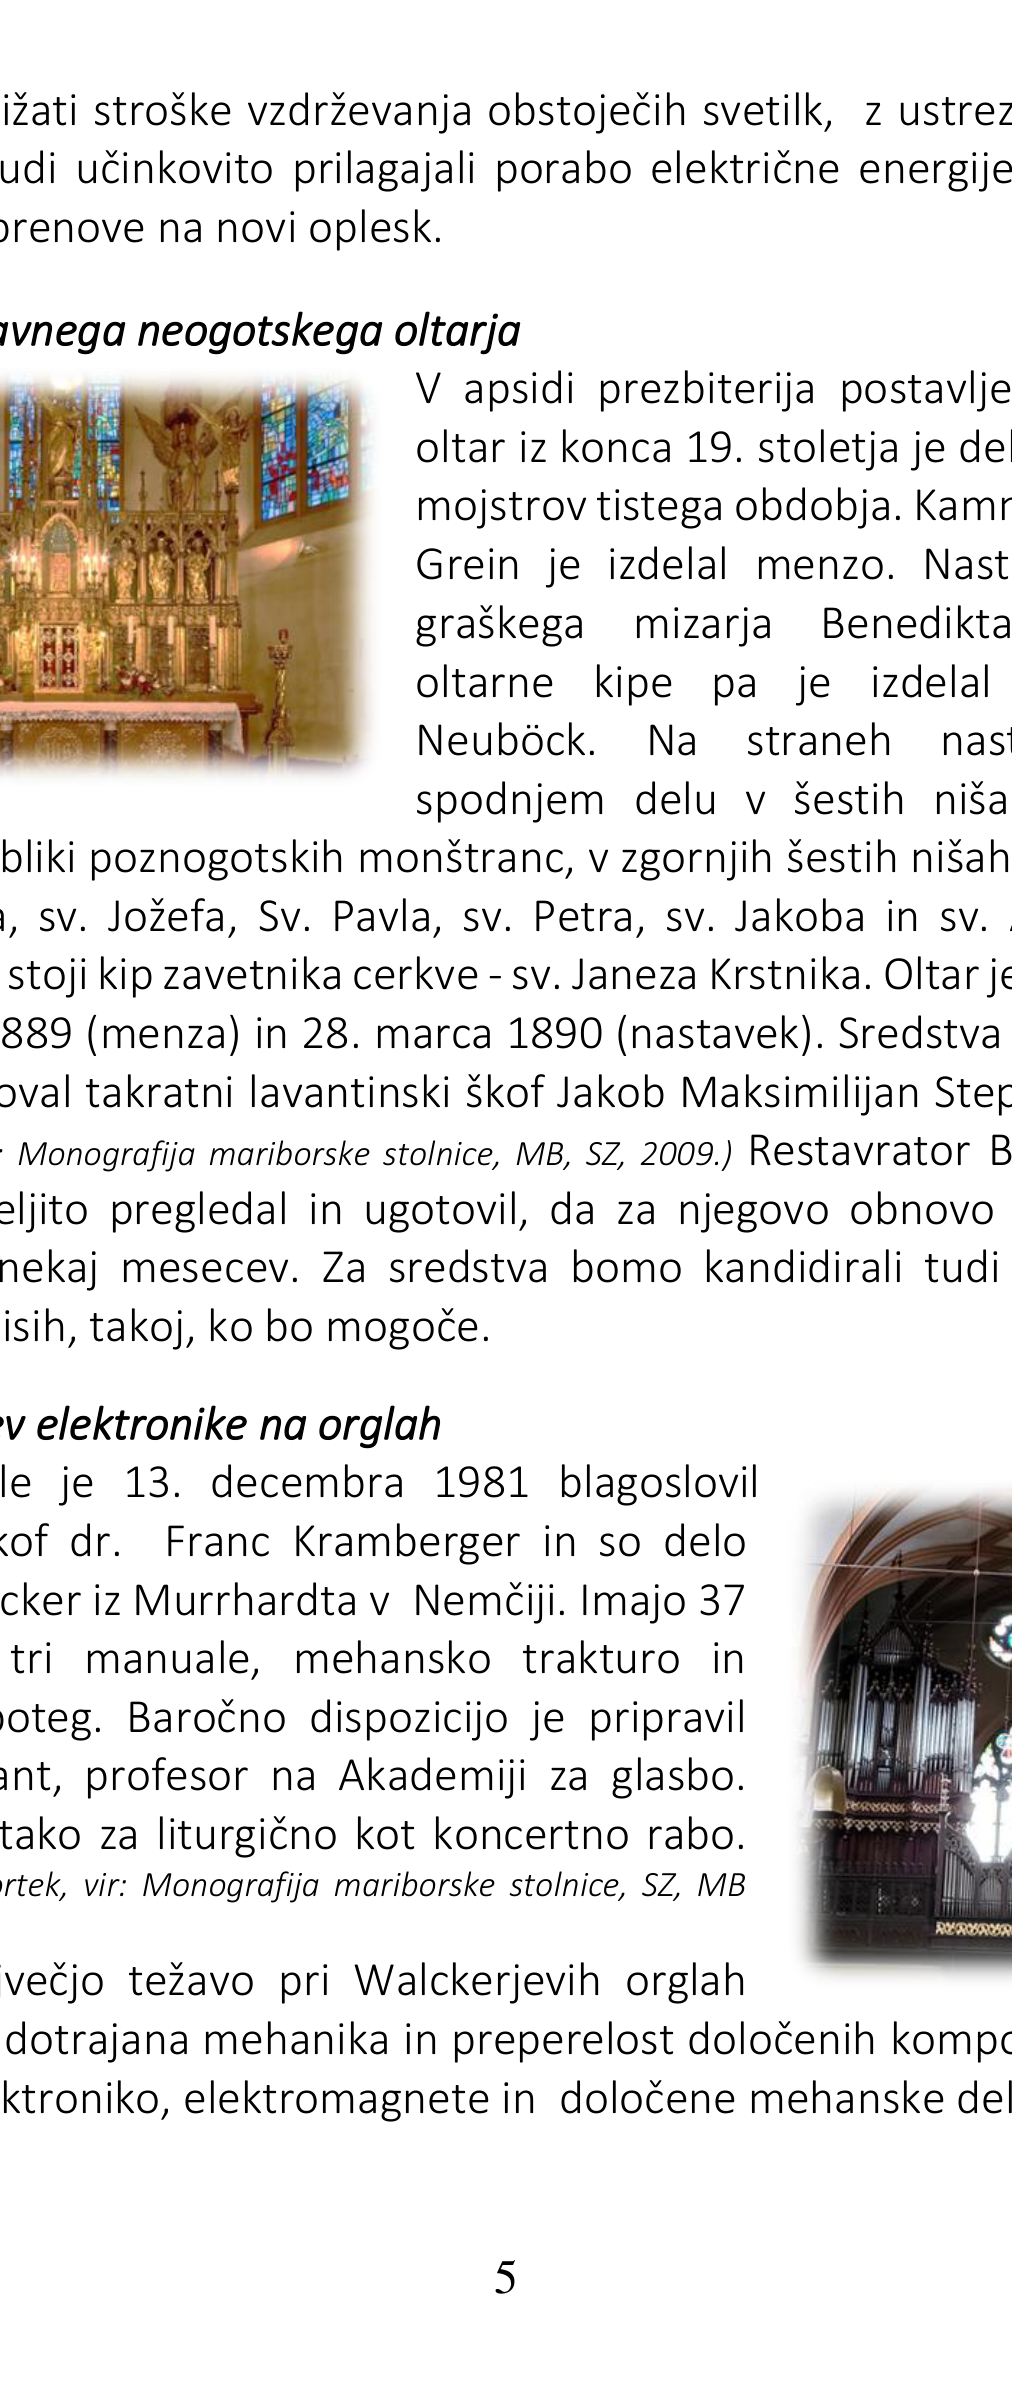 ižati stroške vzdrževanja obstoječih svetilk, z ustrez
udi učinkovito prilagajali porabo električne energije
prenove na novi oplesk.
avnega neogotskega oltarja
V apsidi prezbiterija postavlje
oltar iz konca 19. stoletja je del
mojstrov tistega obdobja. Kamn
Grein je izdelal menzo. Nast
graškega mizarja Benedikta
oltarne kipe pa je izdelal
Neuböck. Na straneh nast
spodnjem delu v šestih niša
bliki poznogotskih monštranc, v zgornjih šestih nišah
a, sv. Jožefa, Sv. Pavla, sv. Petra, sv. Jakoba in sv.
stoji kip zavetnika cerkve - sv. Janeza Krstnika. Oltar je
889 (menza) in 28. marca 1890 (nastavek). Sredstva
oval takratni lavantinski škof Jakob Maksimilijan Step
: Monografija mariborske stolnice, MB, SZ, 2009.) Restavrator B
eljito pregledal in ugotovil, da za njegovo obnovo
nekaj mesecev. Za sredstva bomo kandidirali tudi
isih, takoj, ko bo mogoče.
ev elektronike na orglah
le je 13. decembra 1981 blagoslovil
kof dr. Franc Kramberger in so delo
cker iz Murrhardta v Nemčiji. Imajo 37
tri manuale, mehansko trakturo in
poteg. Baročno dispozicijo je pripravil
ant, profesor na Akademiji za glasbo.
tako za liturgično kot koncertno rabo.
ortek, vir: Monografija mariborske stolnice, SZ, MB
jvečjo težavo pri Walckerjevih orglah
dotrajana mehanika in preperelost določenih kompo
ktroniko, elektromagnete in določene mehanske del
5